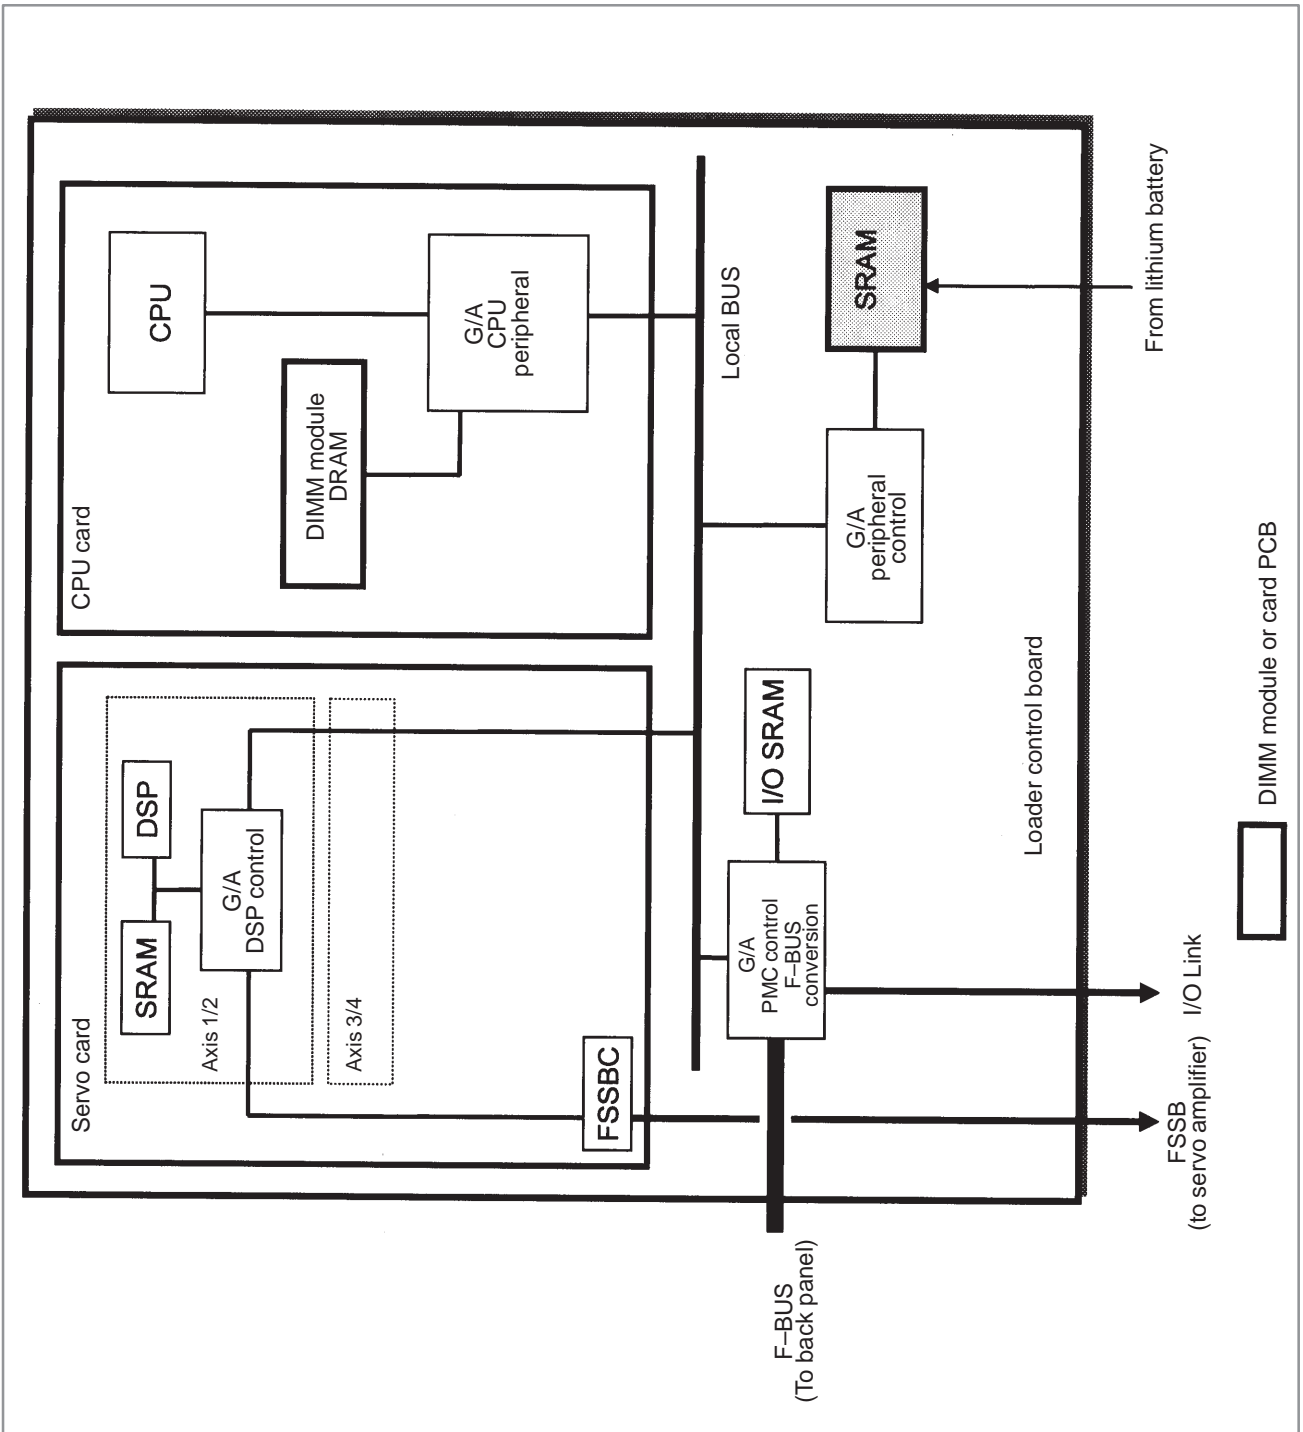 Servo card
SRAM
DSP
G/A
DSP control
Axis 1/2
Axis 3/4
FSSBC
CPU card
CPU
DIMM module
DRAM
G/A
CPU
peripheral
Local BUS
G/A
PMC control
F–BUS
conversion
I/O SRAM
G/A
peripheral
control
SRAM
Loader control board
F–BUS
(To back panel)
FSSB
(to servo amplifier)
I/O Link
From lithium battery
DIMM module or card PCB